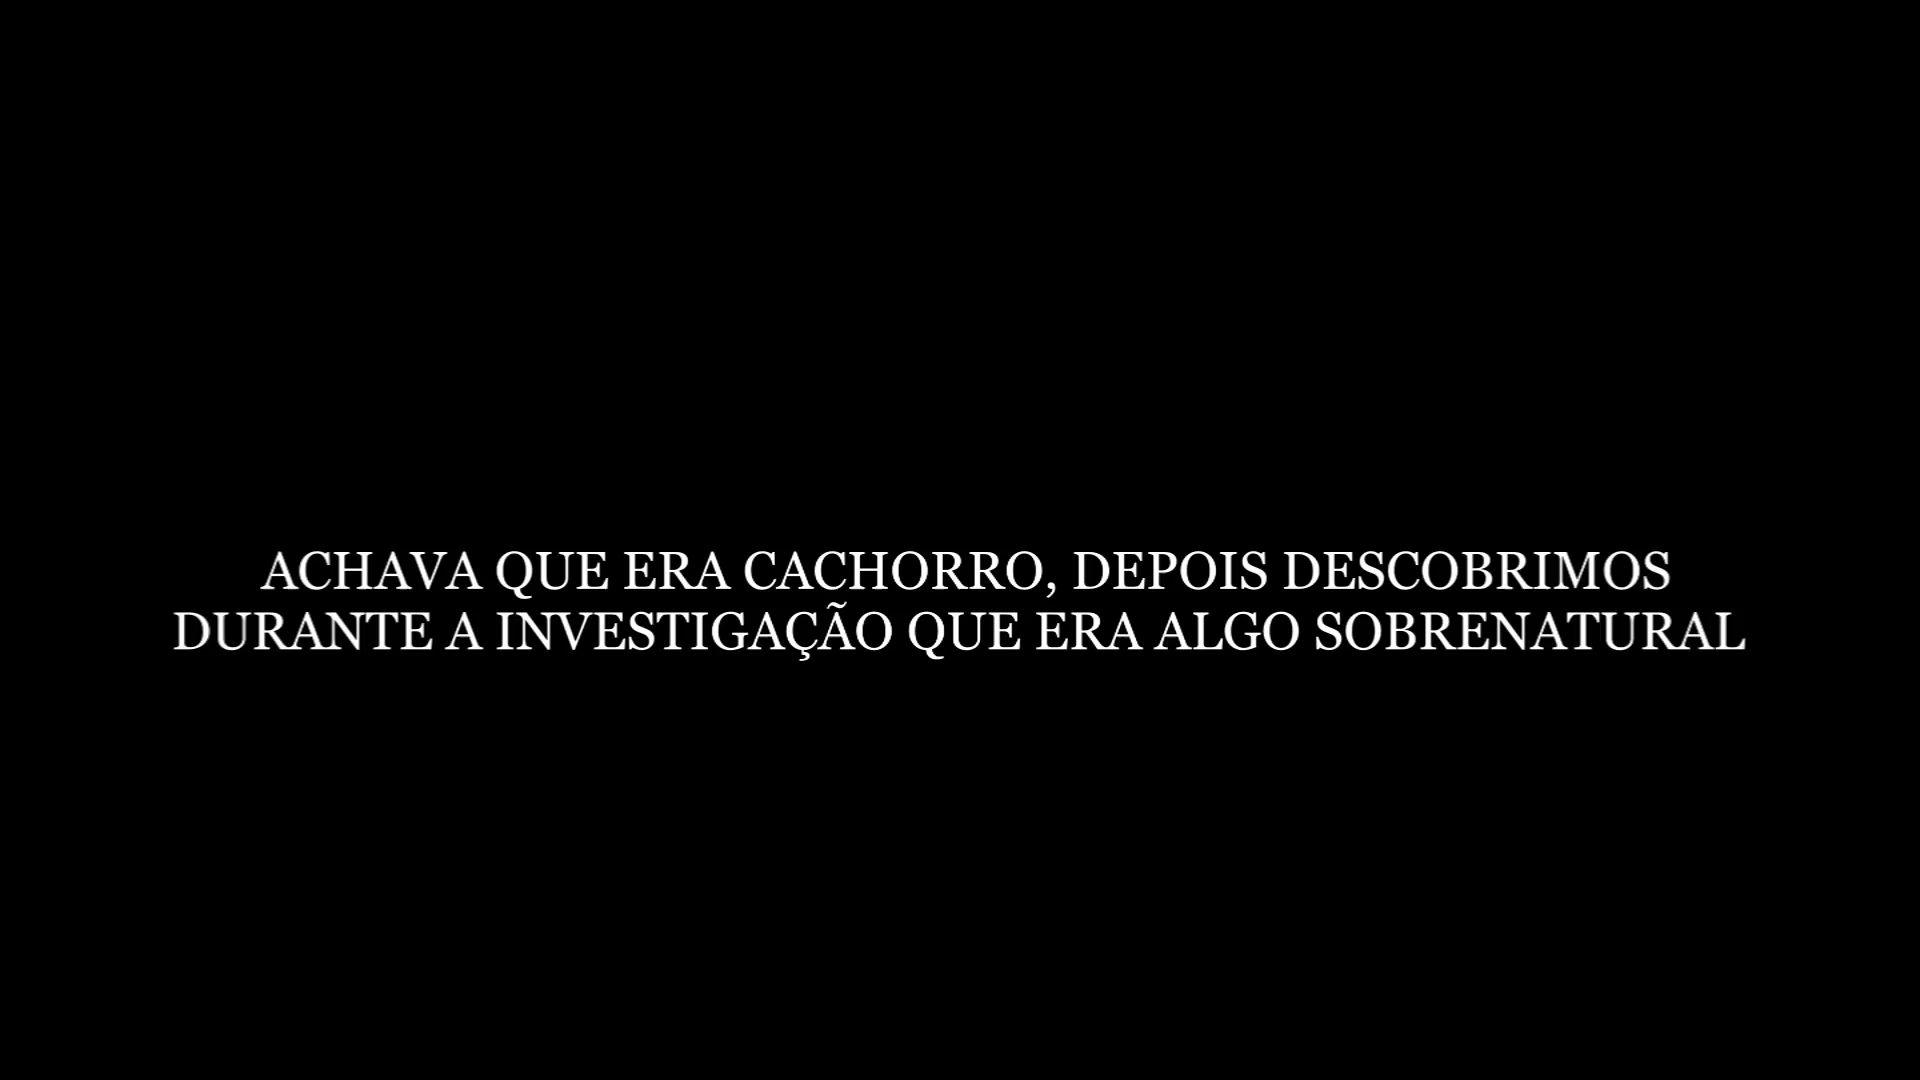 ACHAVA QUE ERA CACHORRO, DEPOIS DESCOBRIMOS
DURANTE A INVESTIGAÇÃO QUE ERA ALGO SOBRENATURAL